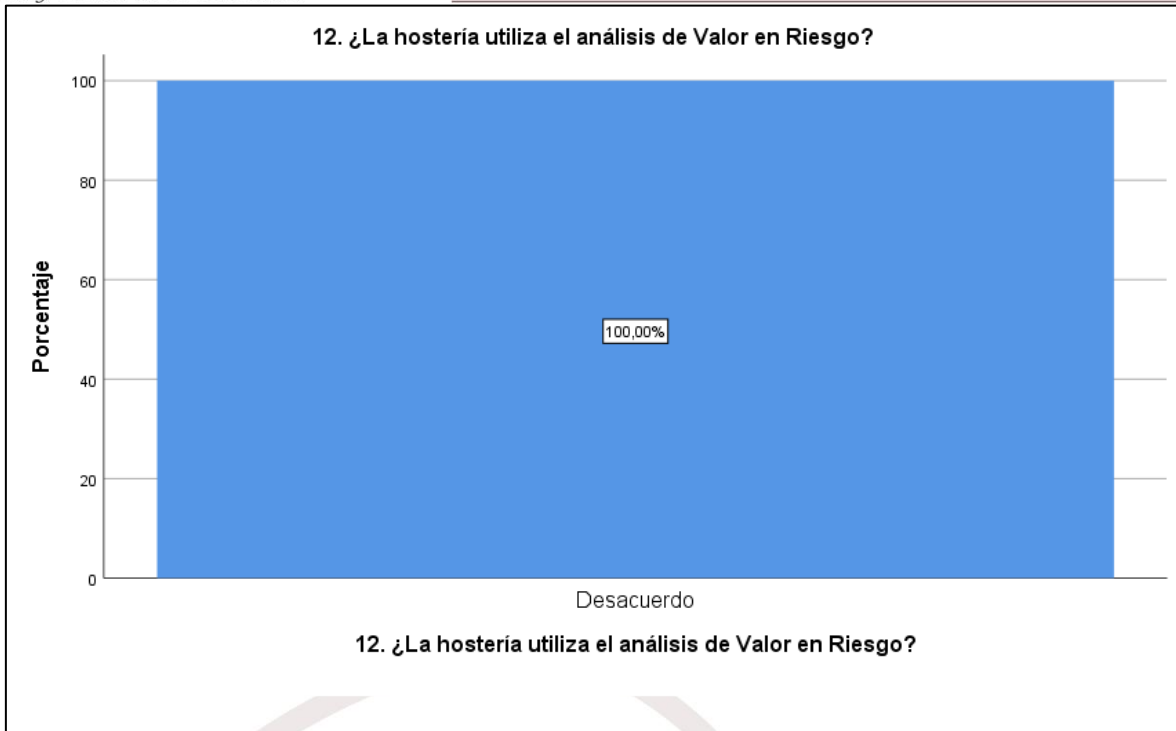 12. ¿La hostería utiliza el análisis de Valor en Riesgo?
100
80
60
40
20
0
Porcentaje
100,00%
Desacuerdo
12. ¿La hostería utiliza el análisis de Valor en Riesgo?